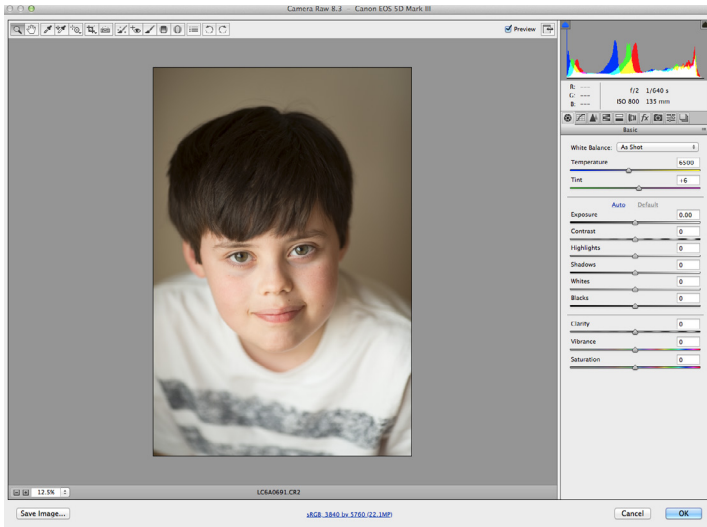 Camera Raw 8.3 — Canon EOS 5D Mark III
Preview
R: ---
G: ---
B: ---
f/2 1/640 s
ISO 800 135 mm
fx
Basic
White Balance: As Shot
Temperature 6500
Tint +6
Auto Default
Exposure 0.00
Contrast 0
Highlights 0
Shadows 0
Whites 0
Blacks 0
Clarity 0
Vibrance 0
Saturation 0
12.5% LC6A0691.CR2
Save Image... sRGB, 3840 by 5760 (22.1MP) Cancel OK